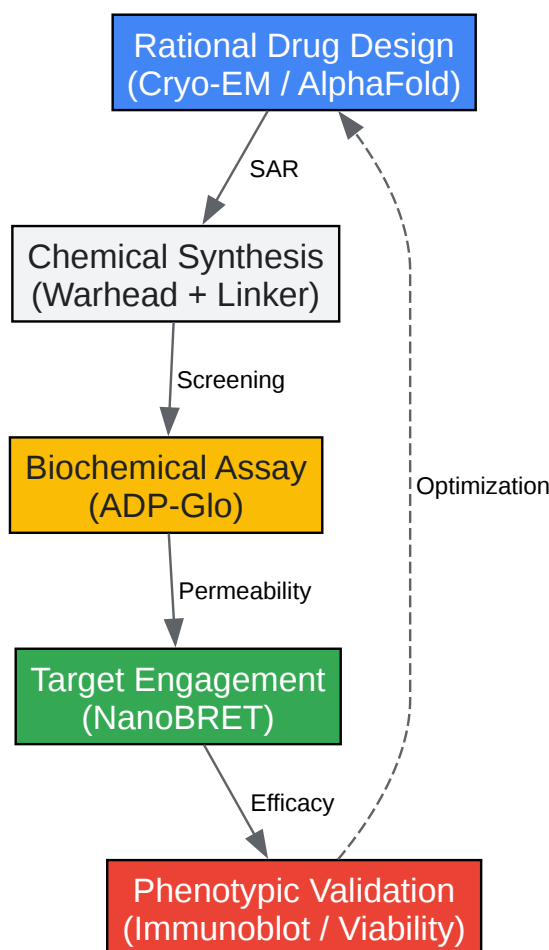 Rational Drug Design
(Cryo-EM / AlphaFold)
SAR
Chemical Synthesis
(Warhead + Linker)
Screening
Biochemical Assay
(ADP-Glo)
Optimization
Permeability
Target Engagement
(NanoBRET)
Efficacy
Phenotypic Validation
(Immunoblot / Viability)